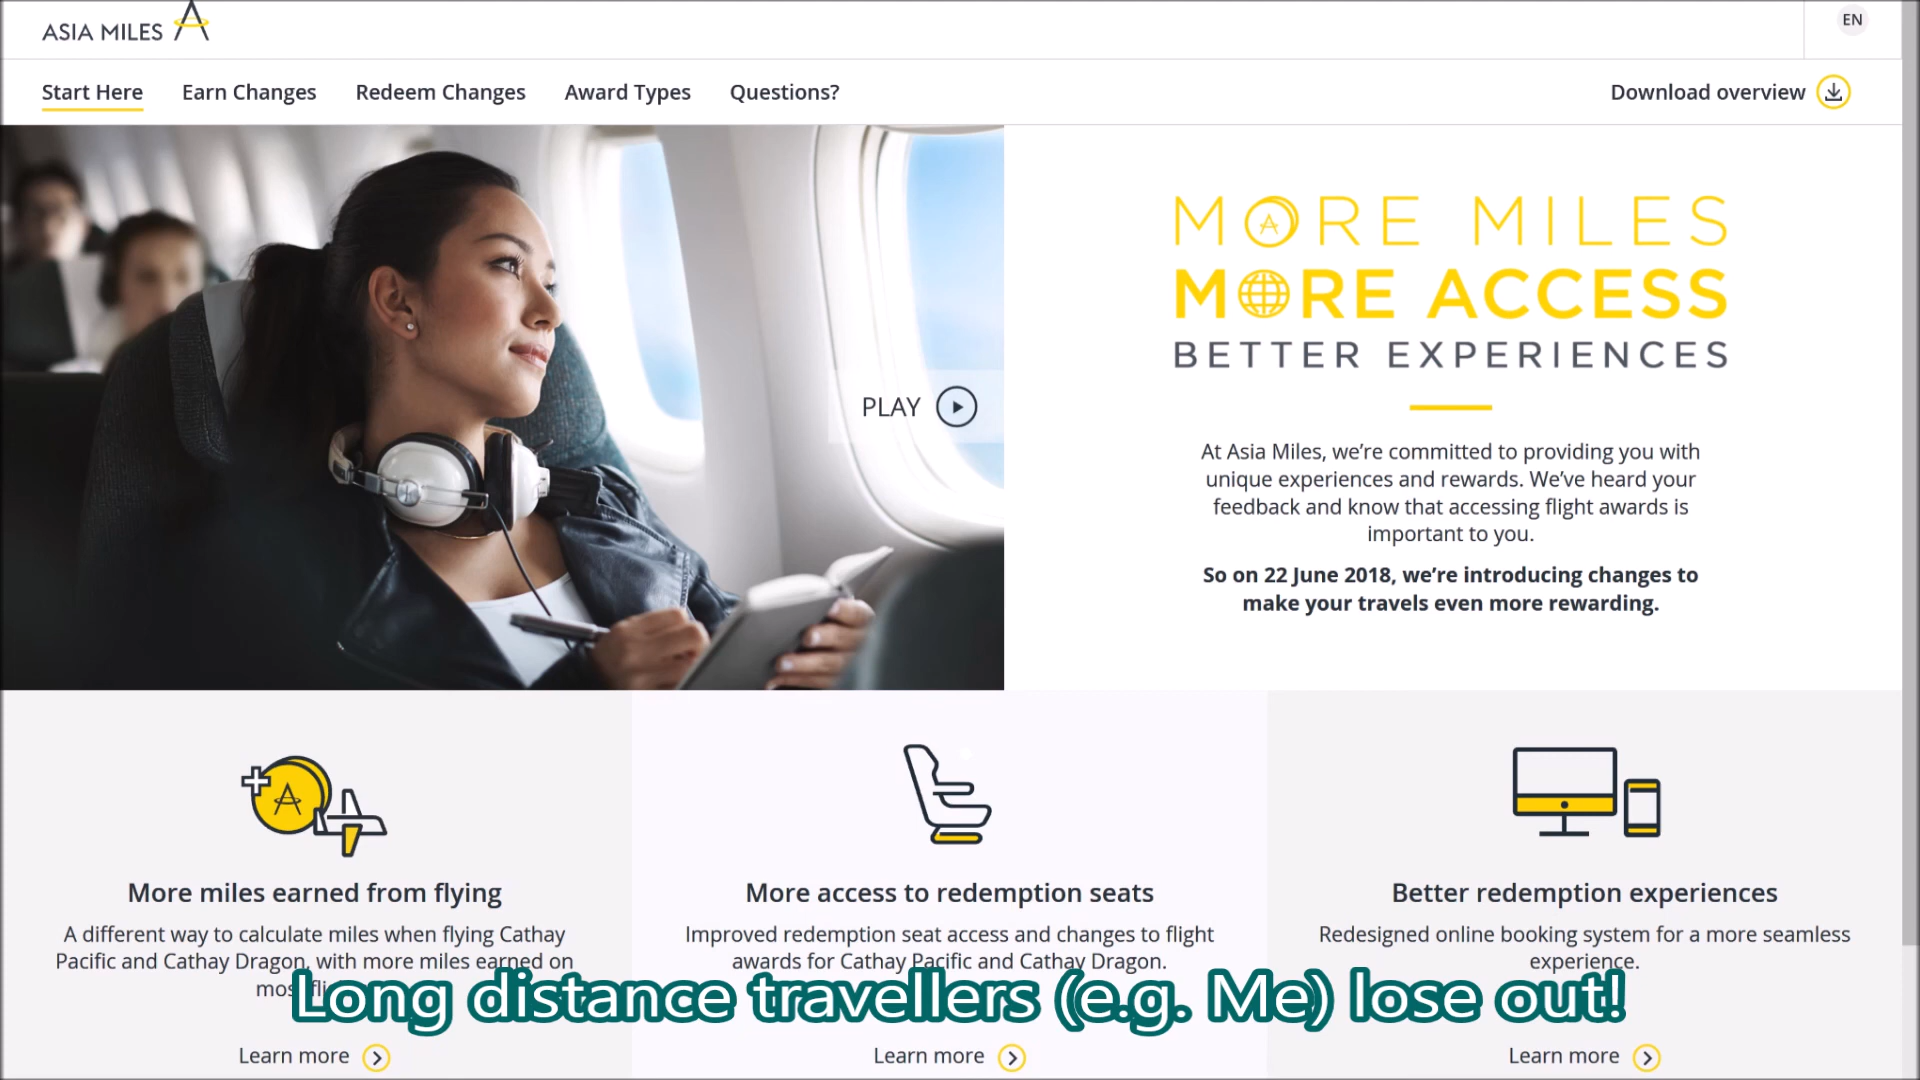 ASIA MILES
EN
Start Here
Earn Changes
Redeem Changes
Award Types
Questions?
Download overview
PLAY
MORE MILES
MORE ACCESS
BETTER EXPERIENCES
At Asia Miles, we’re committed to providing you with
unique experiences and rewards. We’ve heard your
feedback and know that accessing flight awards is
important to you.
So on 22 June 2018, we’re introducing changes to
make your travels even more rewarding.
More miles earned from flying
A different way to calculate miles when flying Cathay
Pacific and Cathay Dragon, with more miles earned on
Learn more
More access to redemption seats
Improved redemption seat access and changes to flight
awards for Cathay Pacific and Cathay Dragon.
Learn more
Better redemption experiences
Redesigned online booking system for a more seamless
experience.
Learn more
Long distance travellers (e.g. Me) lose out!